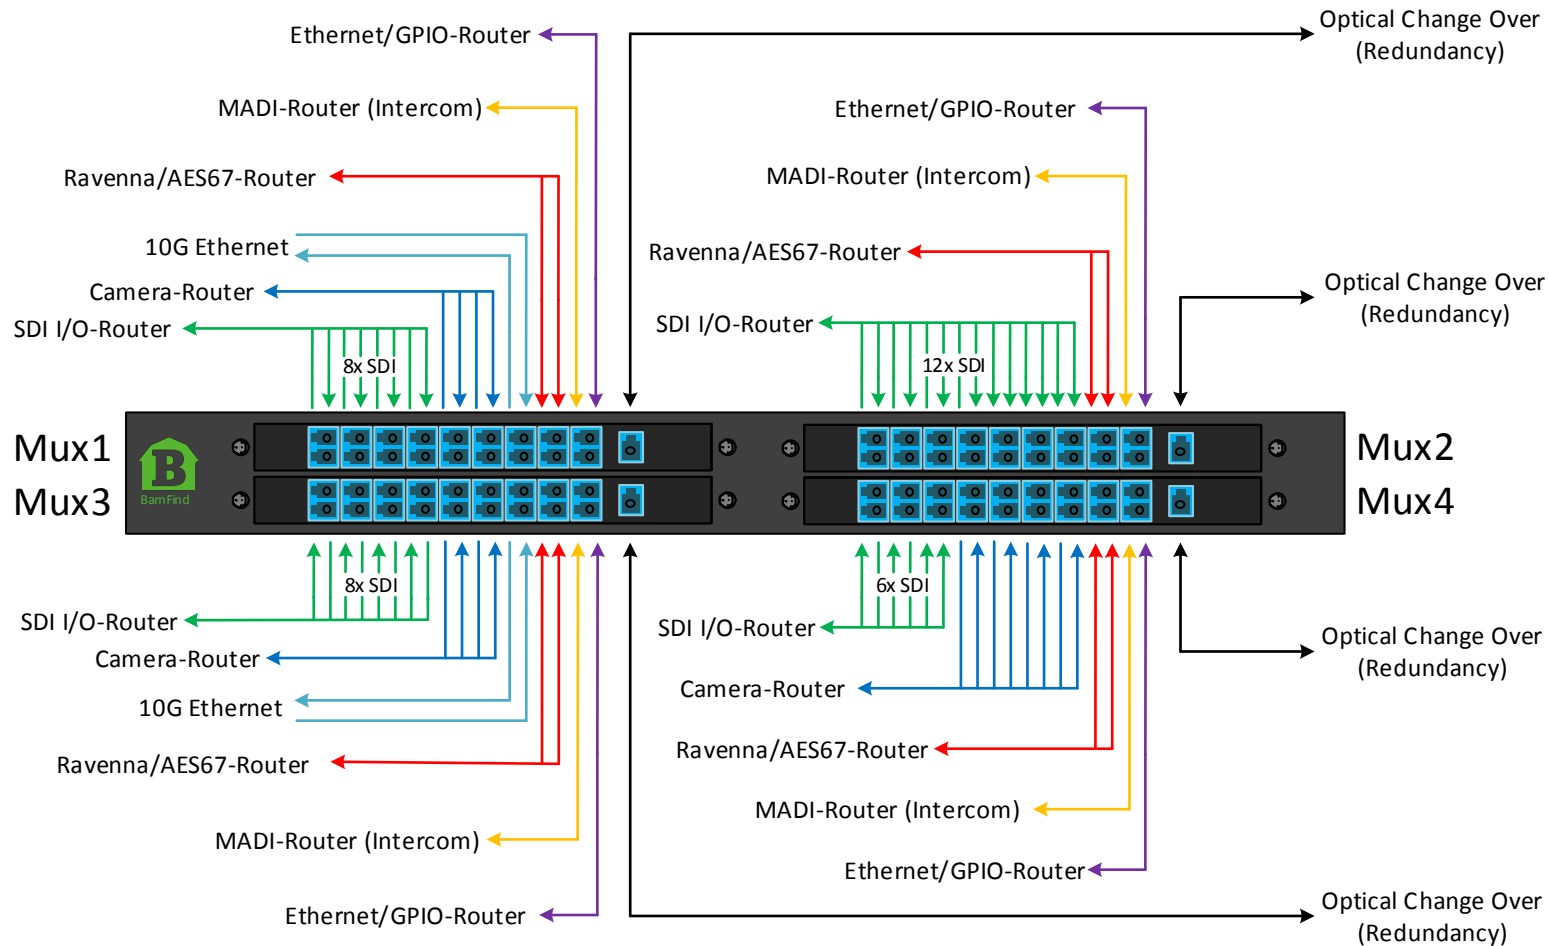 Ethernet/GPIO-Router
MADI-Router (Intercom)
Ravenna/AES67-Router
10G Ethernet
Camera-Router
SDI I/O-Router
8x SDI
Optical Change Over
(Redundancy)
Ethernet/GPIO-Router
MADI-Router (Intercom)
Ravenna/AES67-Router
SDI I/O-Router
12x SDI
Optical Change Over
(Redundancy)
Mux1
Mux3
B
BarnFind
Mux2
Mux4
8x SDI
SDI I/O-Router
Camera-Router
10G Ethernet
Ravenna/AES67-Router
MADI-Router (Intercom)
Ethernet/GPIO-Router
6x SDI
SDI I/O-Router
Camera-Router
Ravenna/AES67-Router
MADI-Router (Intercom)
Ethernet/GPIO-Router
Optical Change Over
(Redundancy)
Optical Change Over
(Redundancy)